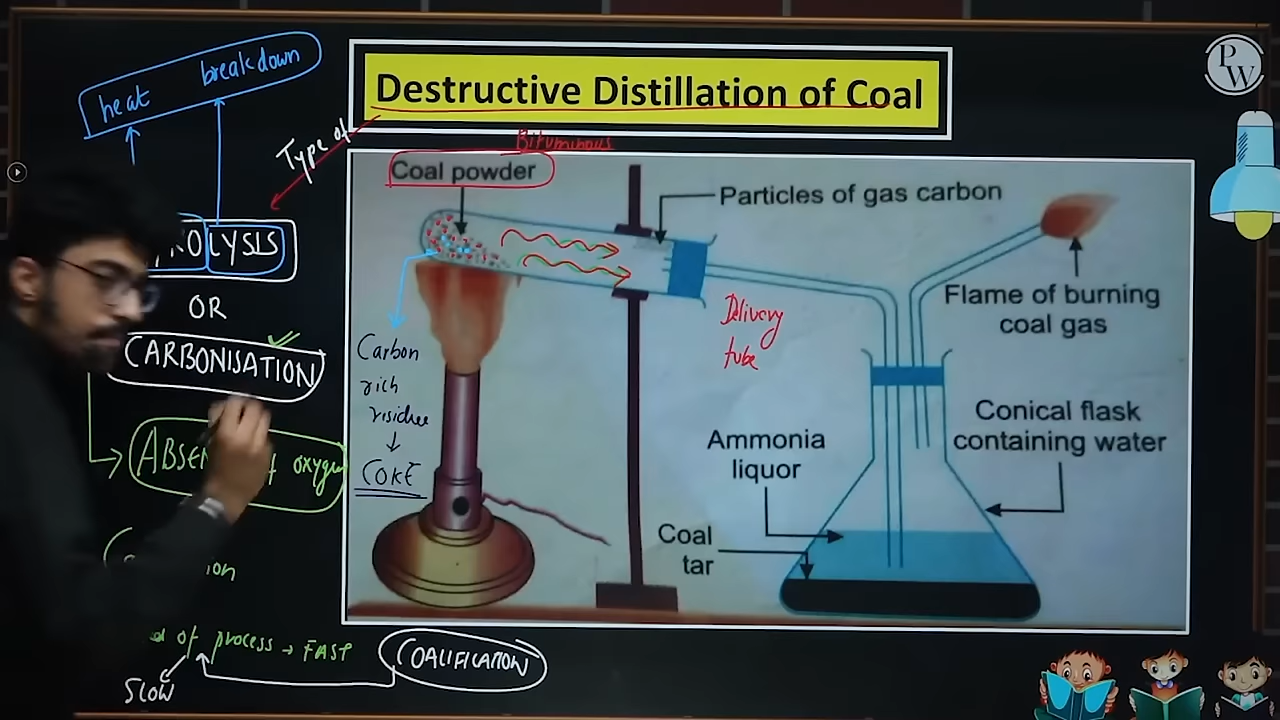 heat breakdown
Destructive Distillation of Coal
PW
Type of
Bituminous
Coal powder
Particles of gas carbon
LYSIS
OR
CARBONISATION
Delivery
tube
Flame of burning
coal gas
Carbon
rich
COKE
Conical flask
containing water
Ammonia
liquor
oxygen
Coal
tar
of process → FAST
SLOW
COALIFICATION